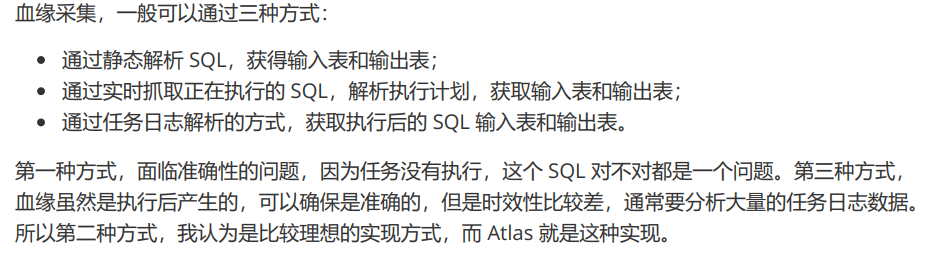 血缘采集，一般可以通过三种方式：
• 通过静态解析 SQL，获得输入表和输出表；
• 通过实时抓取正在执行的 SQL，解析执行计划，获取输入表和输出表；
• 通过任务日志解析的方式，获取执行后的 SQL 输入表和输出表。
第一种方式，面临准确性的问题，因为任务没有执行，这个 SQL 对不对都是一个问题。第三种方式，
血缘虽然是执行后产生的，可以确保是准确的，但是时效性比较差，通常要分析大量的任务日志数据。
所以第二种方式，我认为是比较理想的实现方式，而 Atlas 就是这种实现。